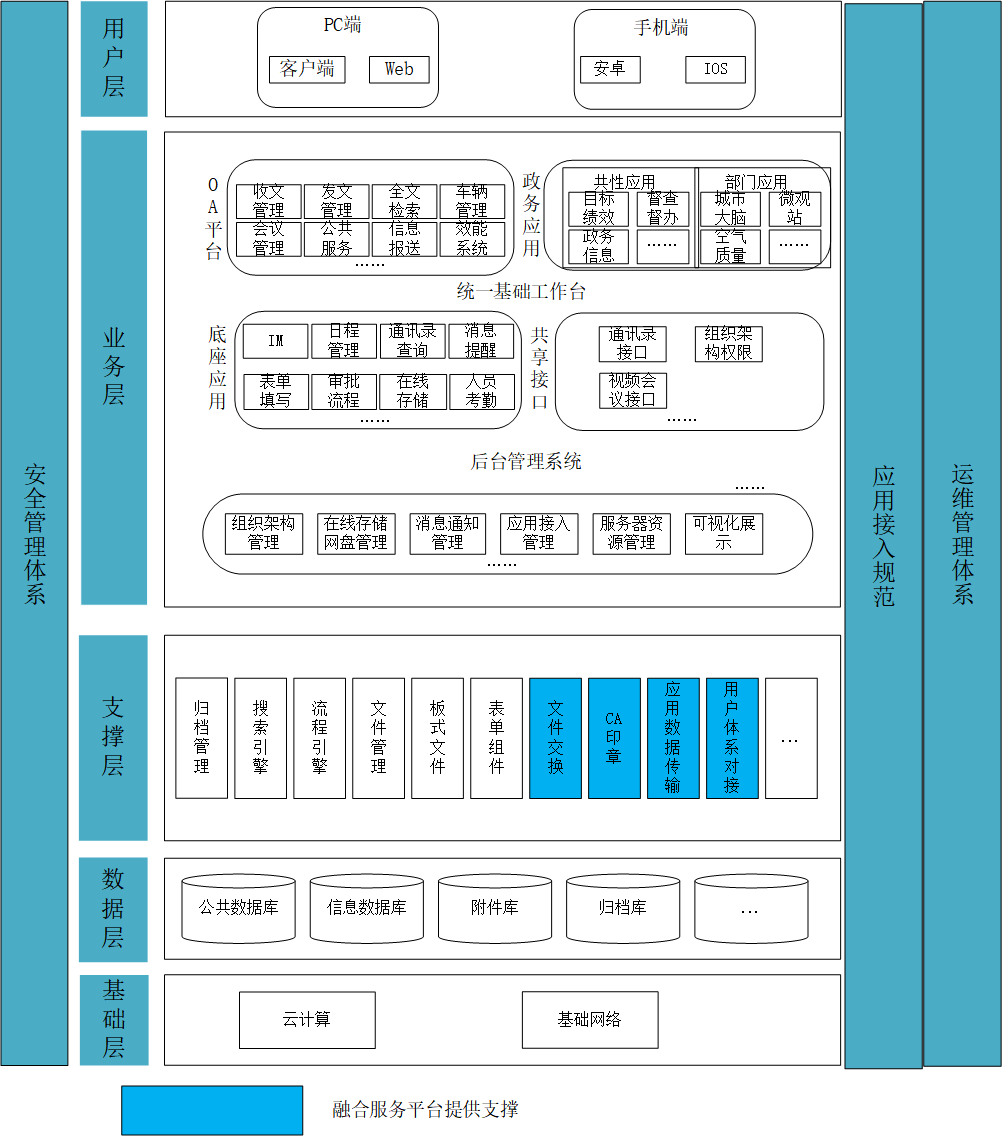 安全管理体系
用户层
PC端
客户端
Web
手机端
安卓
IOS
业务层
OA平台
收文
管理
发文
管理
全文
检索
车辆
管理
会议
管理
公共
服务
信息
报送
效能
系统
……
政务应用
共性应用
目标
绩效
督查
督办
政务
信息
……
部门应用
城市
大脑
微观
站
空气
质量
……
统一基础工作台
底座应用
IM
日程
管理
通讯录
查询
消息
提醒
表单
填写
审批
流程
在线
存储
人员
考勤
……
共享接口
通讯录
接口
组织架
构权限
视频会
议接口
……
后台管理系统
……
组织架构
管理
在线存储
网盘管理
消息通知
管理
应用接入
管理
服务器资
源管理
可视化展
示
……
支撑层
归档管理
搜索引擎
流程引擎
文件管理
板式文件
表单组件
文件交换
CA印章
应用数据传输
用户体系对接
...
数据层
公共数据库
信息数据库
附件库
归档库
...
基础层
云计算
基础网络
应用接入规范
运维管理体系
融合服务平台提供支撑